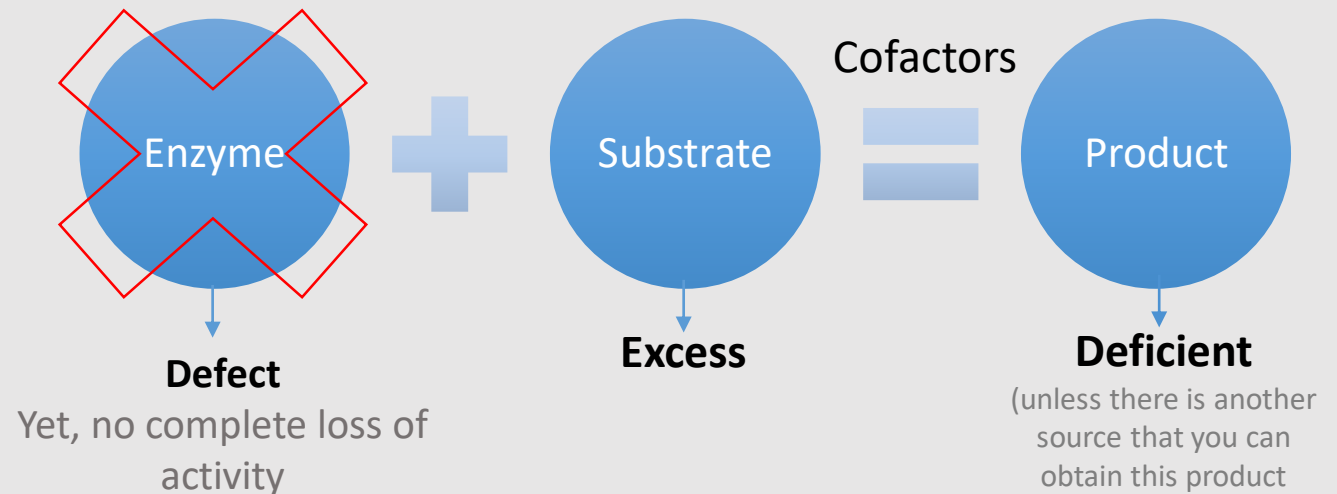 Enzyme
Substrate
Cofactors
Product
Defect
Yet, no complete loss of
activity
Excess
Deficient
(unless there is another
source that you can
obtain this product